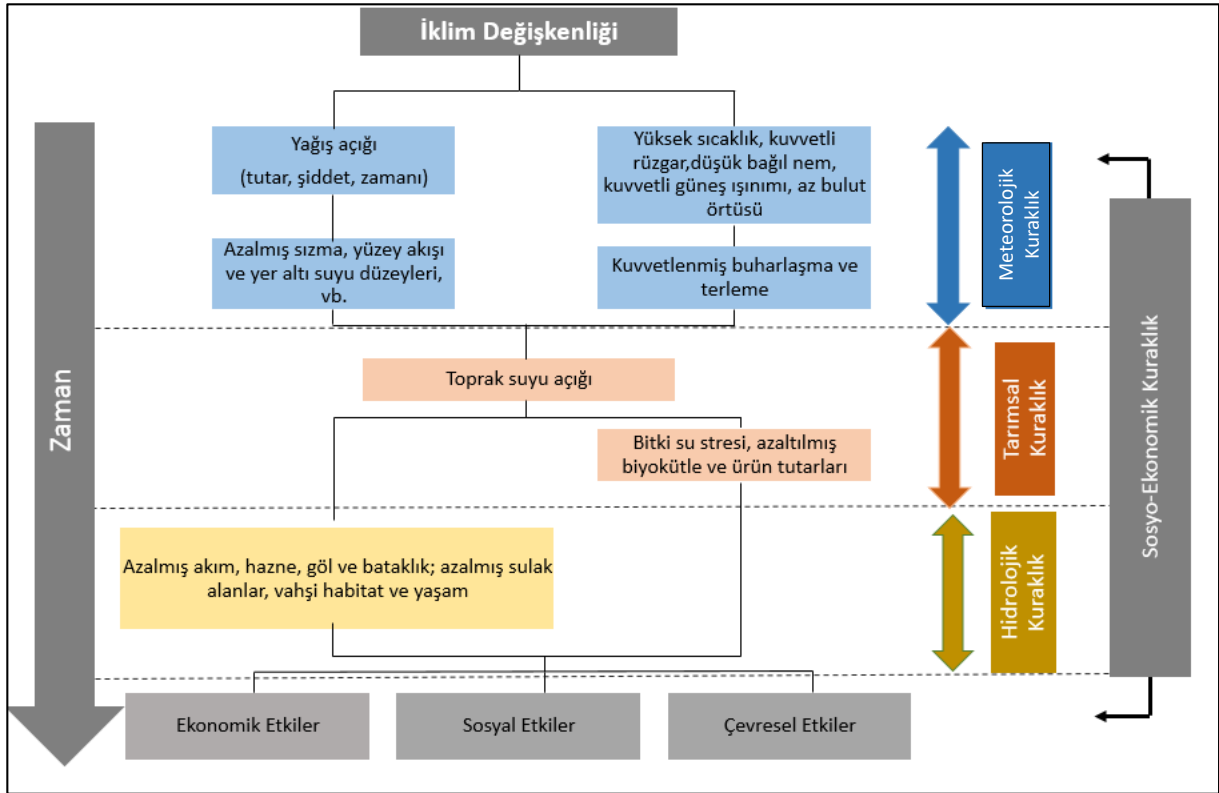 İklim Değişkenliği
Yağış açığı
(tutar, şiddet, zamanı)
Yüksek sıcaklık, kuvvetli
rüzgar,düşük bağıl nem,
kuvvetli güneş ışınımı, az bulut
örtüsü
Azalmış sızma, yüzey akışı
ve yer altı suyu düzeyleri,
vb.
Kuvvetlenmiş buharlaşma ve
terleme
Meteorolojik
Kuraklık
Zaman
Toprak suyu açığı
Bitki su stresi, azaltılmış
biyokütle ve ürün tutarları
Tarımsal
Kuraklık
Sosyo-Ekonomik Kuraklık
Azalmış akım, hazne, göl ve bataklık; azalmış sulak
alanlar, vahşi habitat ve yaşam
Hidrolojik
Kuraklık
Ekonomik Etkiler
Sosyal Etkiler
Çevresel Etkiler